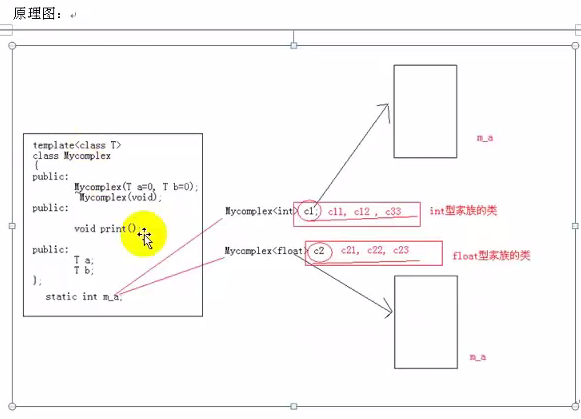 原理图：
template<class T>
class Mycomplex
{
public:
Mycomplex(T a=0, T b=0);
~Mycomplex(void);
public:
void print()
public:
T a;
T b;
};
static int m_a;
m_a
Mycomplex<int> c1, c11, c12 , c33 int型家族的类
Mycomplex<float> c2 c21, c22, c23 float型家族的类
m_a